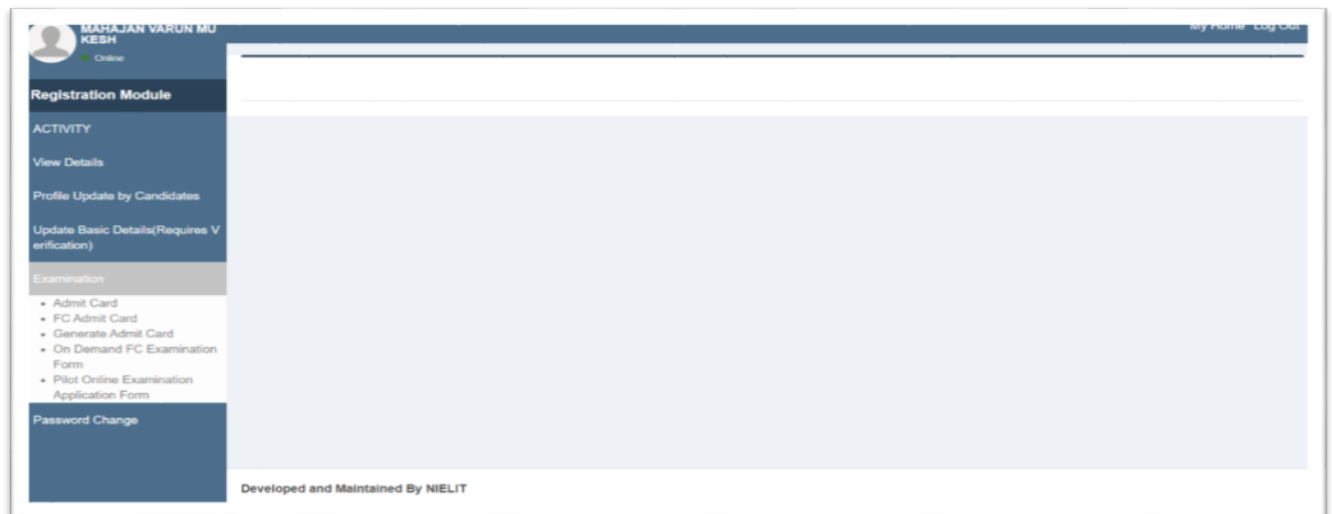 MAHAJAN VARUN MU
KESH
Online
My Home Log Out
Registration Module
ACTIVITY
View Details
Profile Update by Candidates
Update Basic Details(Requires V
erification)
Examination
• Admit Card
• FC Admit Card
• Generate Admit Card
• On Demand FC Examination
Form
• Pilot Online Examination
Application Form
Password Change
Developed and Maintained By NIELIT